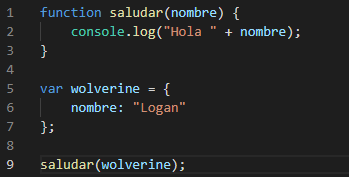 1 function saludar(nombre) {
2     console.log("Hola " + nombre);
3 }
4
5 var wolverine = {
6     nombre: "Logan"
7 };
8
9 saludar(wolverine);